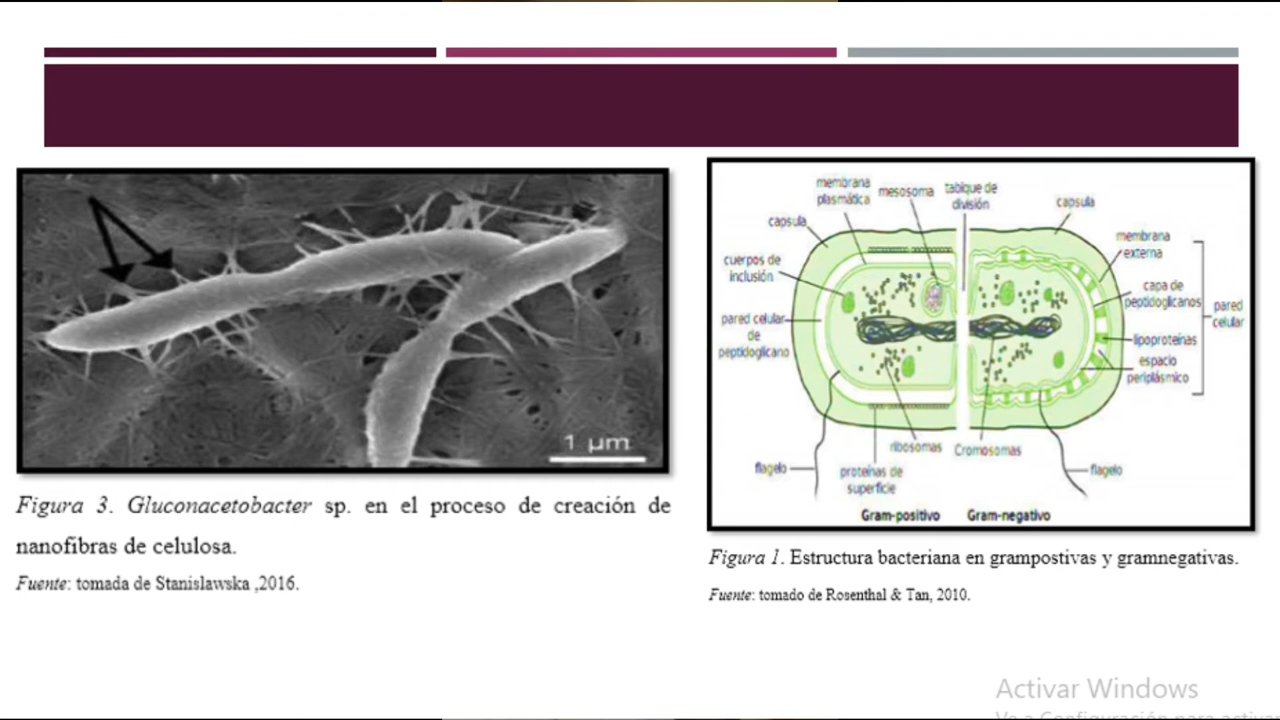 1 µm
Figura 3. Gluconacetobacter sp. en el proceso de creación de
nanofibras de celulosa.
Fuente: tomada de Stanislawska ,2016.
membrana
plasmática
mesosoma
tabique de
división
capsula
capsula
cuerpos de
inclusión
membrana
externa
capa de
peptidoglicanos
pared
celular
pared celular
de
peptidoglicano
lipoproteínas
espacio
periplásmico
ribosomas
Cromosomas
flagelo
proteínas de
superficie
flagelo
Gram-positivo
Gram-negativo
Figura 1. Estructura bacteriana en grampostivas y gramnegativas.
Fuente: tomado de Rosenthal & Tan, 2010.
Activar Windows